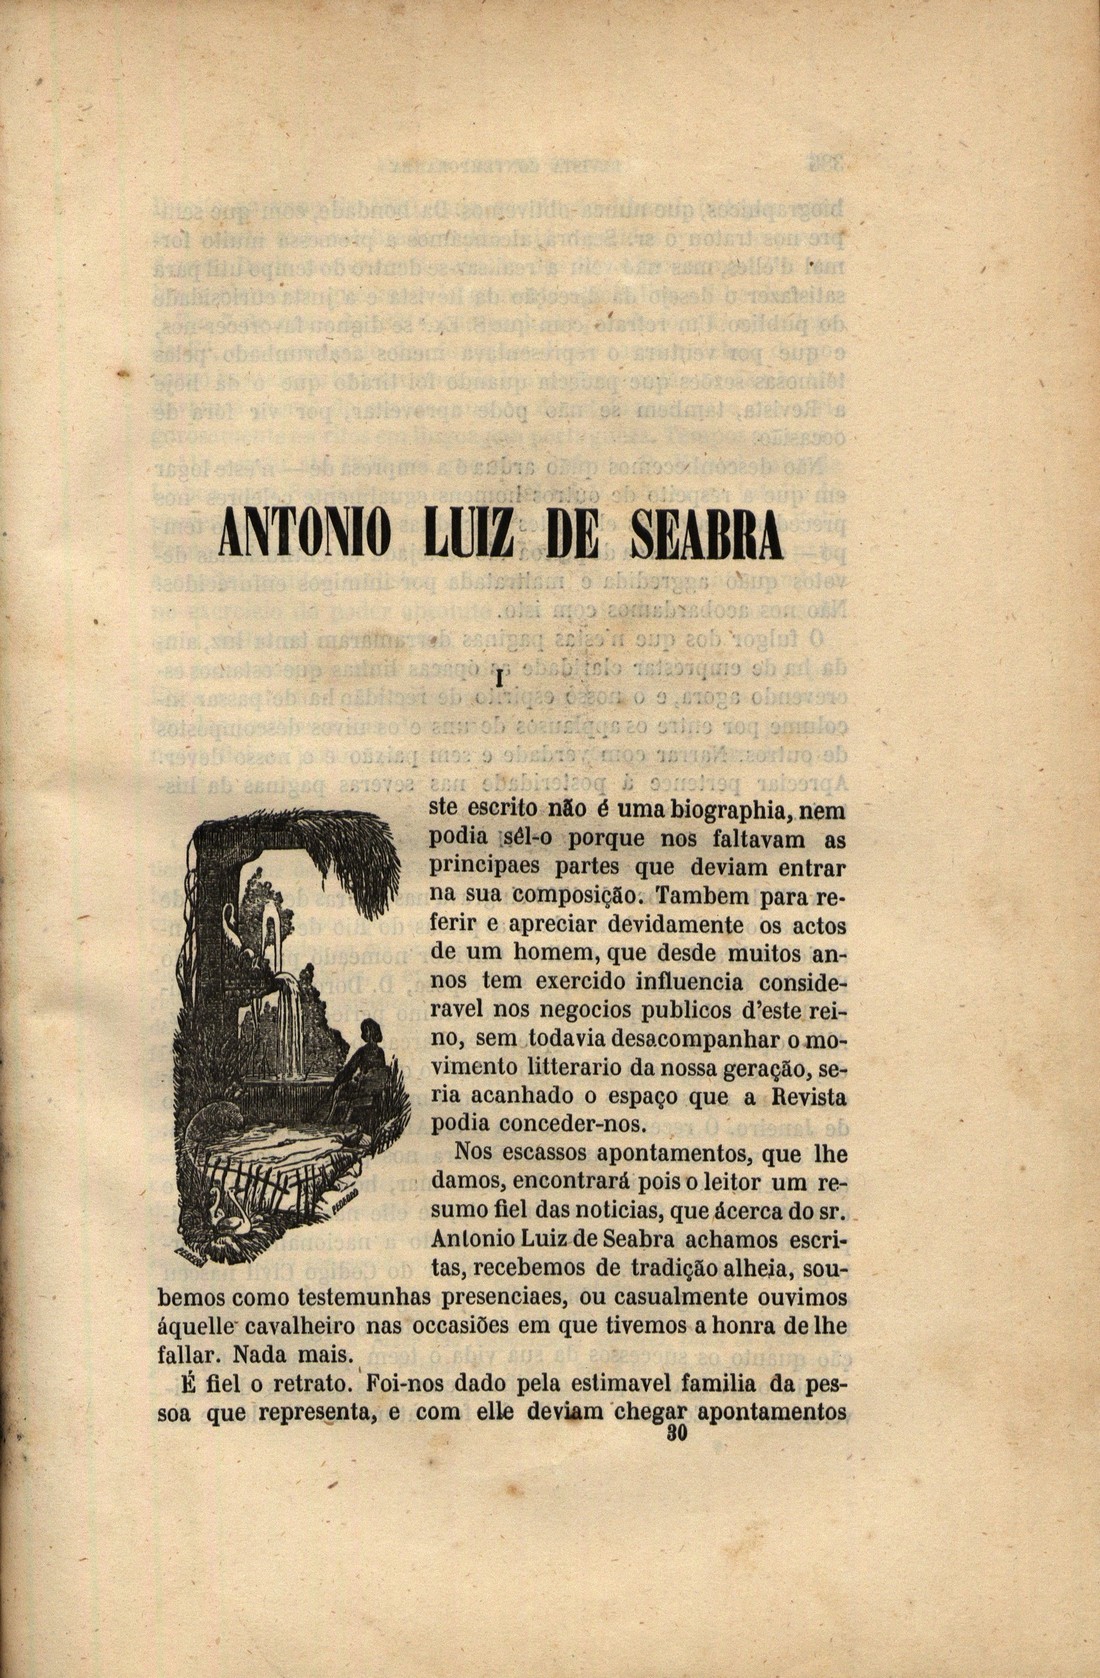 ANTONIO LUIZ DE SEABRA
I
ste escrito não é uma biographia, nem
podia sêl-o porque nos faltavam as
principaes partes que deviam entrar
na sua composição. Tambem para re-
ferir e apreciar devidamente os actos
de um homem, que desde muitos an-
nos tem exercido influencia conside-
ravel nos negocios publicos d'este rei-
no, sem todavia desacompanhar o mo-
vimento litterario da nossa geração, se-
ria acanhado o espaço que a Revista
podia conceder-nos.
Nos escassos apontamentos, que lhe
damos, encontrará pois o leitor um re-
sumo fiel das noticias, que ácerca do sr.
Antonio Luiz de Seabra achamos escri-
tas, recebemos de tradição alheia, sou-
bemos como testemunhas presenciaes, ou casualmente ouvimos
áquelle cavalheiro nas occasiões em que tivemos a honra de lhe
fallar. Nada mais.
É fiel o retrato. Foi-nos dado pela estimavel familia da pes-
soa que representa, e com elle deviam chegar apontamentos
30